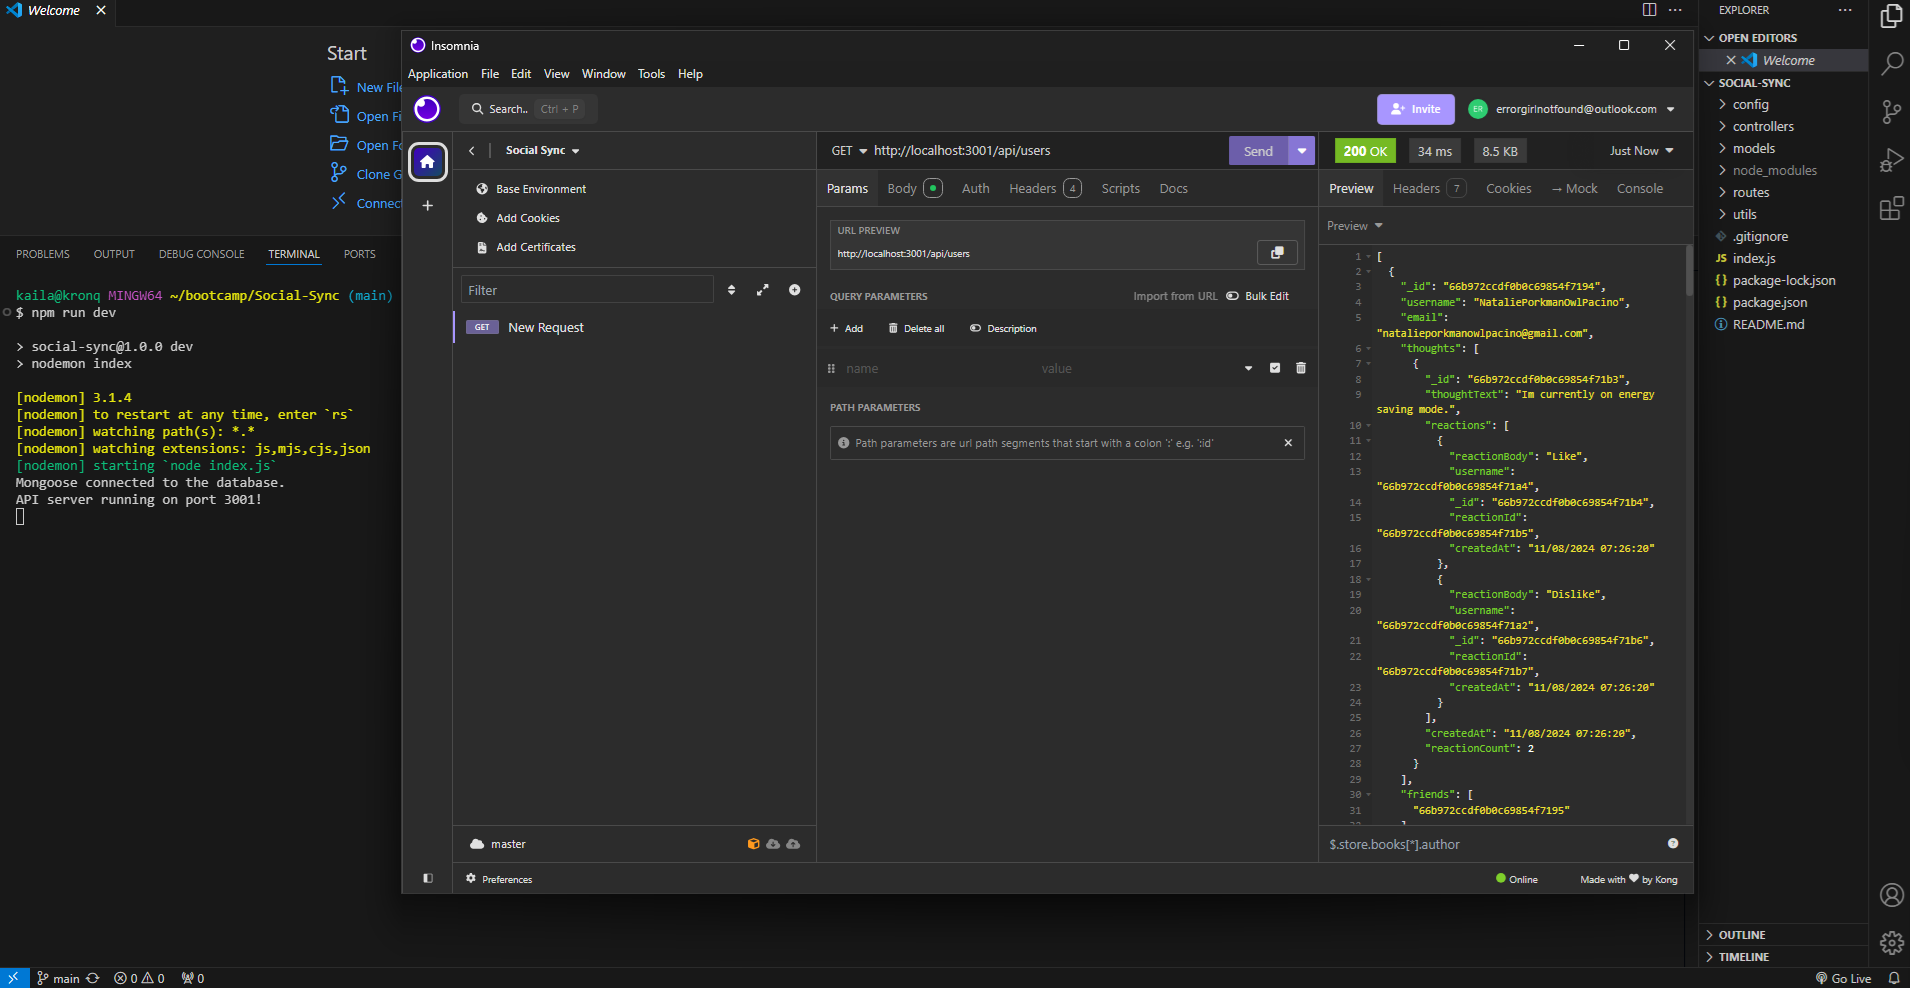 Welcome
Start
New File
Open Fi
Open Fo
Clone G
Connec
PROBLEMS OUTPUT DEBUG CONSOLE TERMINAL PORTS
kaila@kronq MINGW64 ~/bootcamp/Social-Sync (main)
$ npm run dev
> social-sync@1.0.0 dev
> nodemon index
[nodemon] 3.1.4
[nodemon] to restart at any time, enter `rs`
[nodemon] watching path(s): *.*
[nodemon] watching extensions: js,mjs,cjs,json
[nodemon] starting `node index.js`
Mongoose connected to the database.
API server running on port 3001!
Insomnia
Application File Edit View Window Tools Help
Search.. Ctrl + P
Invite
ER errorgirlnotfound@outlook.com
Social Sync
Base Environment
Add Cookies
Add Certificates
Filter
GET New Request
master
Preferences
GET http://localhost:3001/api/users Send
Params Body Auth Headers 4 Scripts Docs
URL PREVIEW
http://localhost:3001/api/users
QUERY PARAMETERS Import from URL Bulk Edit
+ Add Delete all Description
name value
PATH PARAMETERS
Path parameters are url path segments that start with a colon ':' e.g. ':id'
200 OK 34 ms 8.5 KB Just Now
Preview Headers 7 Cookies → Mock Console
Preview
1 [
2 {
3 "_id": "66b972ccdf0b0c69854f7194",
4 "username": "NataliePorkmanOwlPacino",
5 "email":
"natalieporkmanowlpacino@gmail.com",
6 "thoughts": [
7 {
8 "_id": "66b972ccdf0b0c69854f71b3",
9 "thoughtText": "Im currently on energy
saving mode.",
10 "reactions": [
11 {
12 "reactionBody": "Like",
13 "username":
"66b972ccdf0b0c69854f71a4",
14 "_id": "66b972ccdf0b0c69854f71b4",
15 "reactionId":
"66b972ccdf0b0c69854f71b5",
16 "createdAt": "11/08/2024 07:26:20"
17 },
18 {
19 "reactionBody": "Dislike",
20 "username":
"66b972ccdf0b0c69854f71a2",
21 "_id": "66b972ccdf0b0c69854f71b6",
22 "reactionId":
"66b972ccdf0b0c69854f71b7",
23 "createdAt": "11/08/2024 07:26:20"
24 }
25 ],
26 "createdAt": "11/08/2024 07:26:20",
27 "reactionCount": 2
28 }
29 ],
30 "friends": [
31 "66b972ccdf0b0c69854f7195"
$.store.books[*].author
Online Made with by Kong
EXPLORER
OPEN EDITORS
Welcome
SOCIAL-SYNC
config
controllers
models
node_modules
routes
utils
.gitignore
JS index.js
{} package-lock.json
{} package.json
README.md
OUTLINE
TIMELINE
main 0 0 0 Go Live